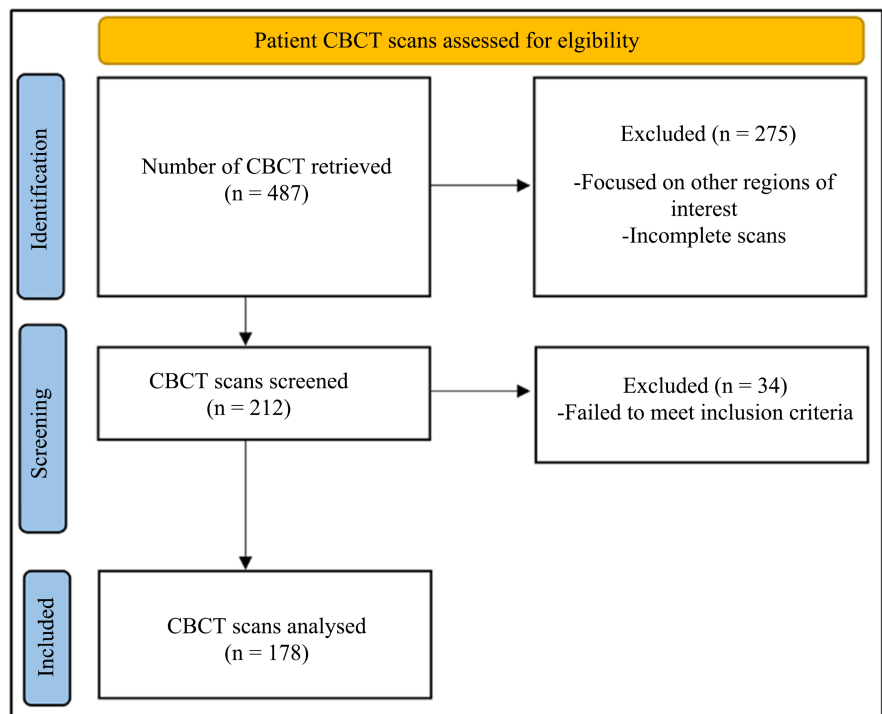 Patient CBCT scans assessed for elgibility
Identification
Number of CBCT retrieved
(n = 487)
Excluded (n = 275)
-Focused on other regions of
interest
-Incomplete scans
Screening
CBCT scans screened
(n = 212)
Excluded (n = 34)
-Failed to meet inclusion criteria
Included
CBCT scans analysed
(n = 178)